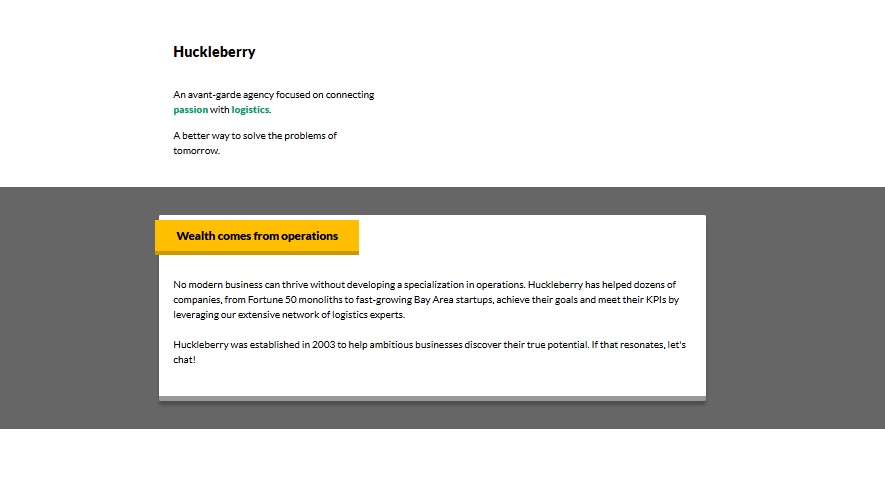 Huckleberry
An avant-garde agency focused on connecting
passion with logistics.
A better way to solve the problems of
tomorrow.
Wealth comes from operations
No modern business can thrive without developing a specialization in operations. Huckleberry has helped dozens of
companies, from Fortune 50 monoliths to fast-growing Bay Area startups, achieve their goals and meet their KPIs by
leveraging our extensive network of logistics experts.
Huckleberry was established in 2003 to help ambitious businesses discover their true potential. If that resonates, let's
chat!